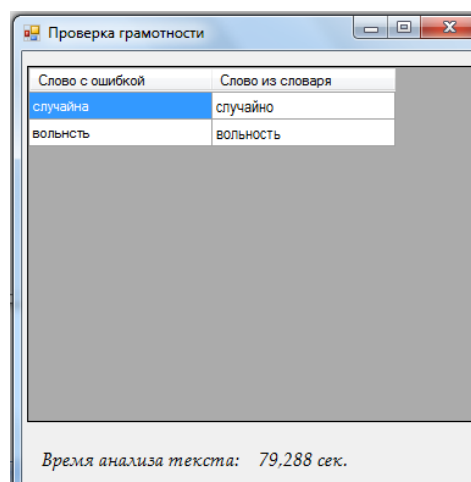 Проверка грамотности
Слово с ошибкой Слово из словаря
случайна случайно
вольнсть вольность
Время анализа текста: 79,288 сек.